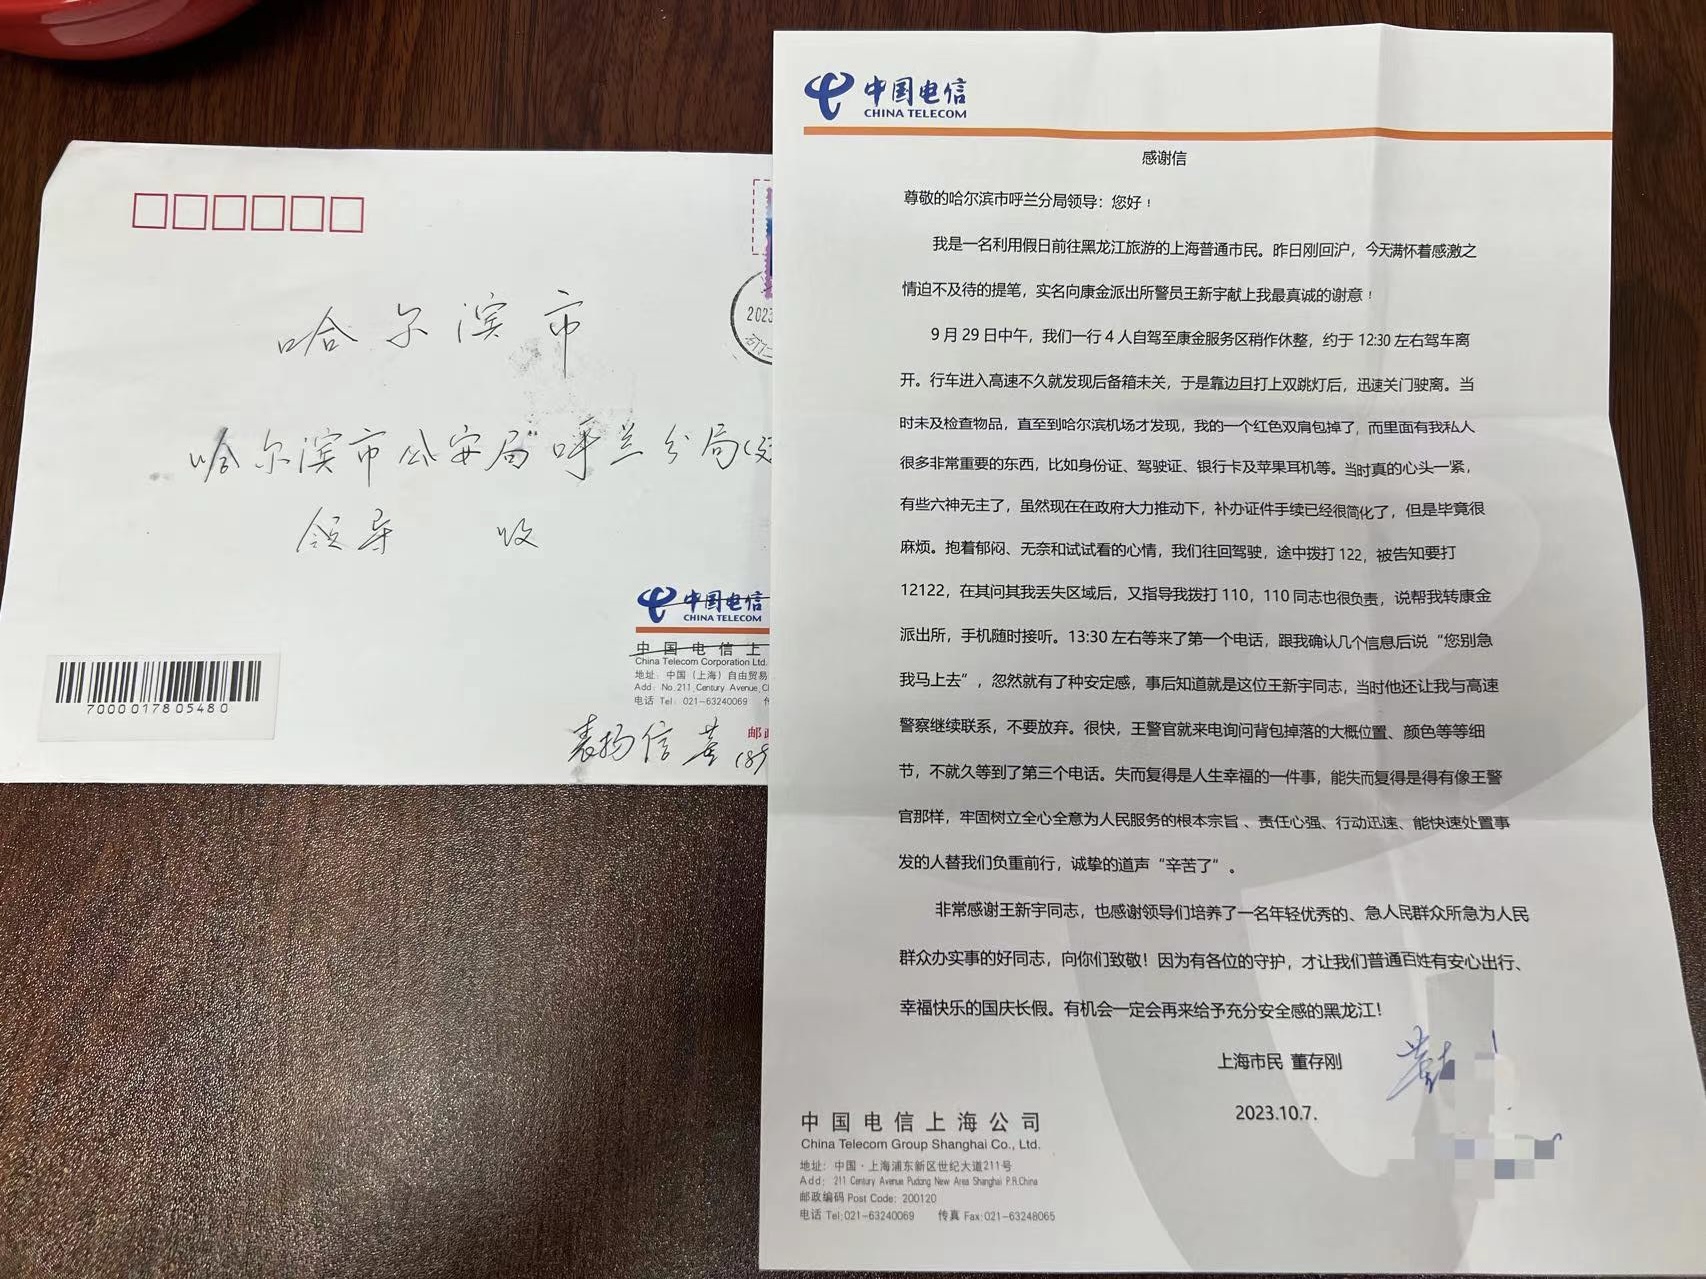 哈尔滨市
哈尔滨市公安局"呼兰分局
领导 收
2023
中国电信
CHINA TELECOM
中国电信上
China Telecom Corporation Ltd.
地址：中国（上海）自由贸易
Add: No.211,Century Avenue,C
电话 Tel: 021-63240069
7000017805480
邮
表扬信 董
中国电信
CHINA TELECOM
感谢信
尊敬的哈尔滨市呼兰分局领导：您好！
我是一名利用假日前往黑龙江旅游的上海普通市民。昨日刚回沪，今天满怀着感激之
情迫不及待的提笔，实名向康金派出所警员王新宇献上我最真诚的谢意！
9月29日中午，我们一行4人自驾至康金服务区稍作休整，约于12:30左右驾车离
开。行车进入高速不久就发现后备箱未关，于是靠边且打上双跳灯后，迅速关门驶离。当
时未及检查物品，直至到哈尔滨机场才发现，我的一个红色双肩包掉了，而里面有我私人
很多非常重要的东西，比如身份证、驾驶证、银行卡及苹果耳机等。当时真的心头一紧，
有些六神无主了，虽然现在在政府大力推动下，补办证件手续已经很简化了，但是毕竟很
麻烦。抱着郁闷、无奈和试试看的心情，我们往回驾驶，途中拨打122，被告知要打
12122，在其问其我丢失区域后，又指导我拨打110，110同志也很负责，说帮我转康金
派出所，手机随时接听。13:30左右等来了第一个电话，跟我确认几个信息后说“您别急
我马上去”，忽然就有了种安定感，事后知道就是这位王新宇同志，当时他还让我与高速
警察继续联系，不要放弃。很快，王警官就来电询问背包掉落的大概位置、颜色等等细
节，不就久等到了第三个电话。失而复得是人生幸福的一件事，能失而复得是得有像王警
官那样，牢固树立全心全意为人民服务的根本宗旨、责任心强、行动迅速、能快速处置事
发的人替我们负重前行，诚挚的道声“辛苦了”。
非常感谢王新宇同志，也感谢领导们培养了一名年轻优秀的、急人民群众所急为人民
群众办实事的好同志，向你们致敬！因为有各位的守护，才让我们普通百姓有安心出行、
幸福快乐的国庆长假。有机会一定会再来给予充分安全感的黑龙江！
上海市民 董存刚
2023.10.7.
中国电信上海公司
China Telecom Group Shanghai Co., Ltd.
地址：中国·上海浦东新区世纪大道211号
Add: 211 Century Avenue Pudong New Area Shanghai P.R.China
邮政编码 Post Code: 200120
电话 Tel:021-63240069 传真 Fax:021-63248065